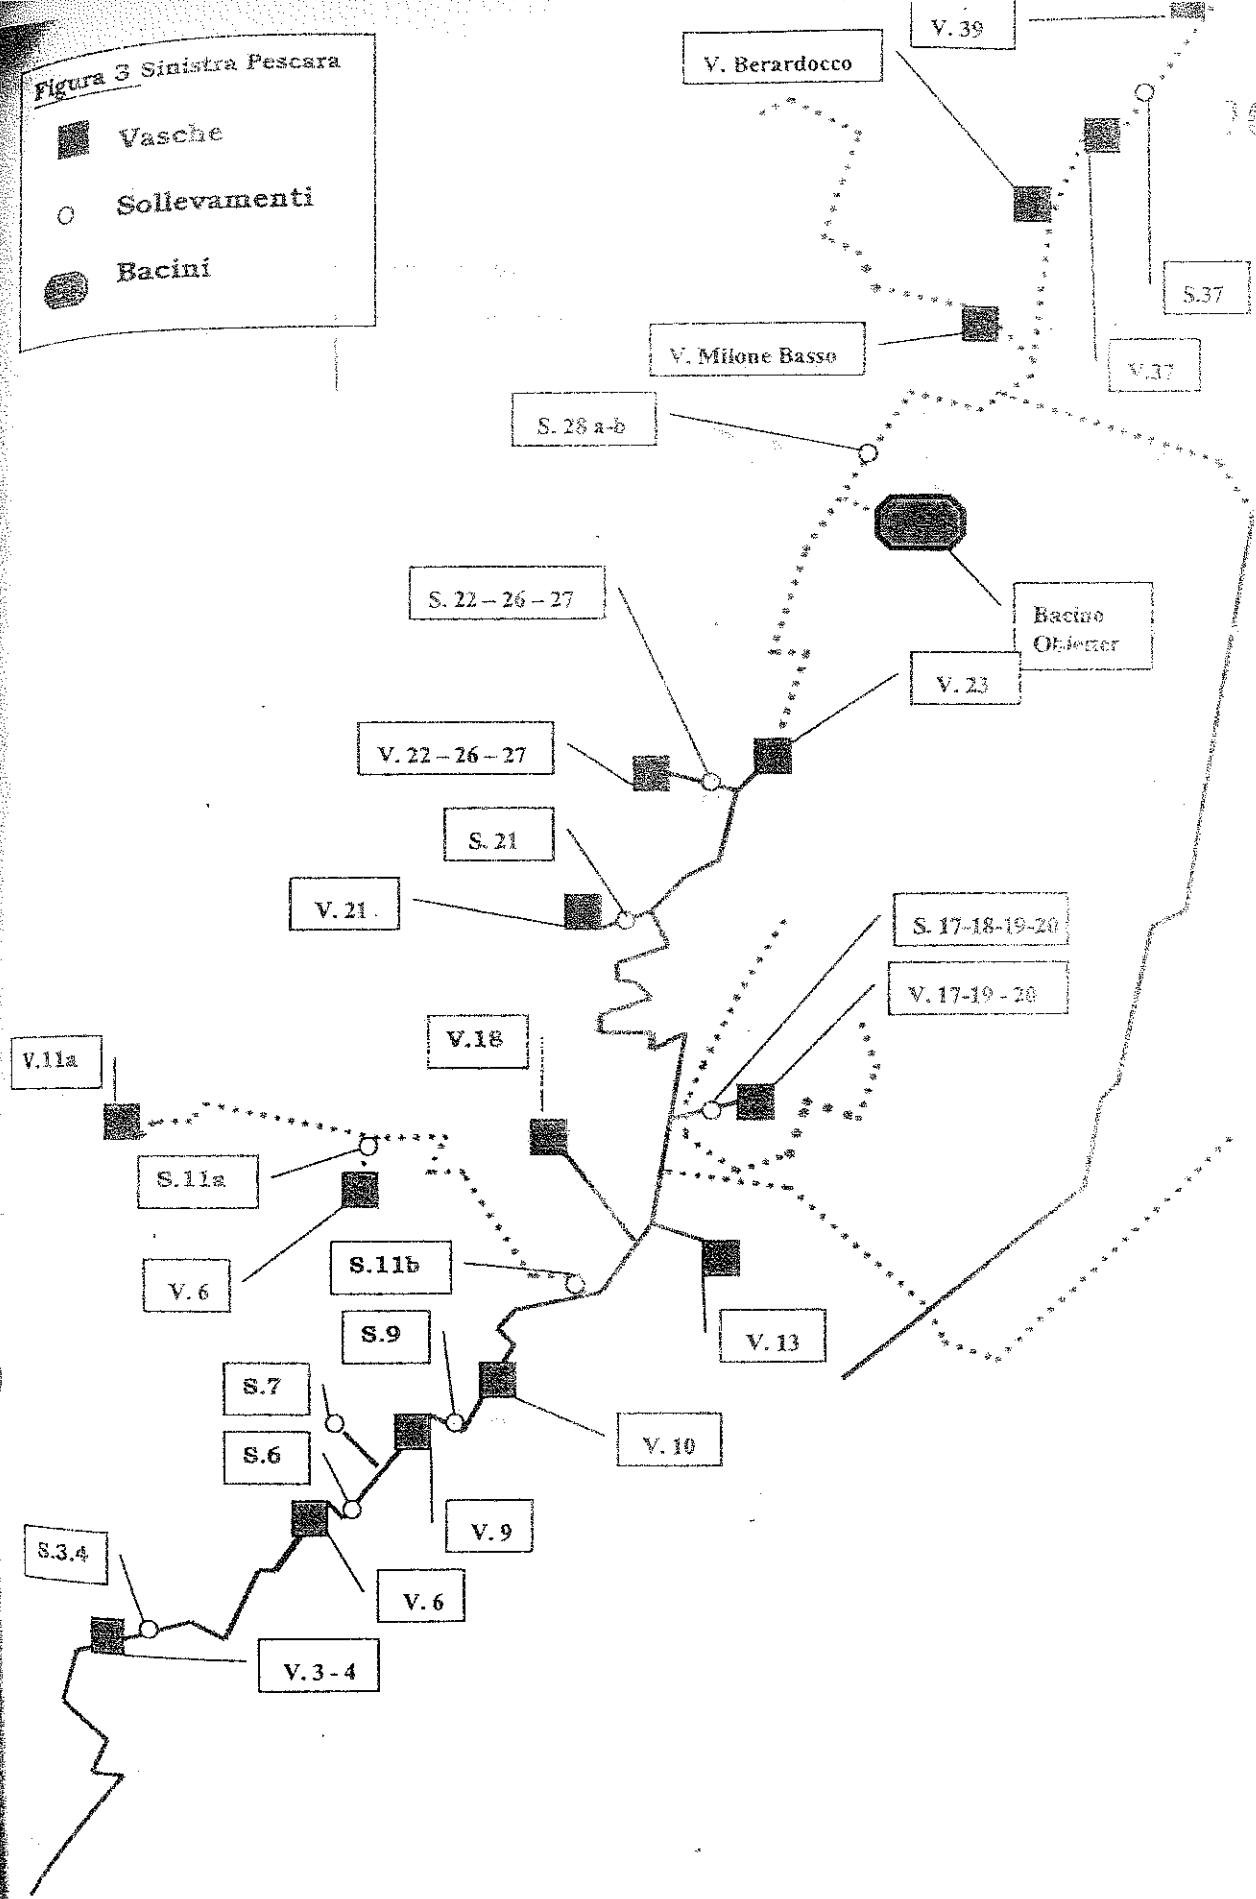 Figura 3 Sinistra Pescara
Vasche
Sollevamenti
Bacini
V. 39
V. Berardocco
S.37
V. Milone Basso
V.37
S. 28 a-b
S. 22 – 26 – 27
Bacino
V. 23
V. 22 – 26 – 27
S. 21
V. 21
S. 17-18-19-20
V. 17-19 - 20
V.18
V.11a
S.11a
S.11b
V. 6
S.9
V. 13
S.7
V. 10
S.6
V. 9
S.3.4
V. 6
V. 3 - 4